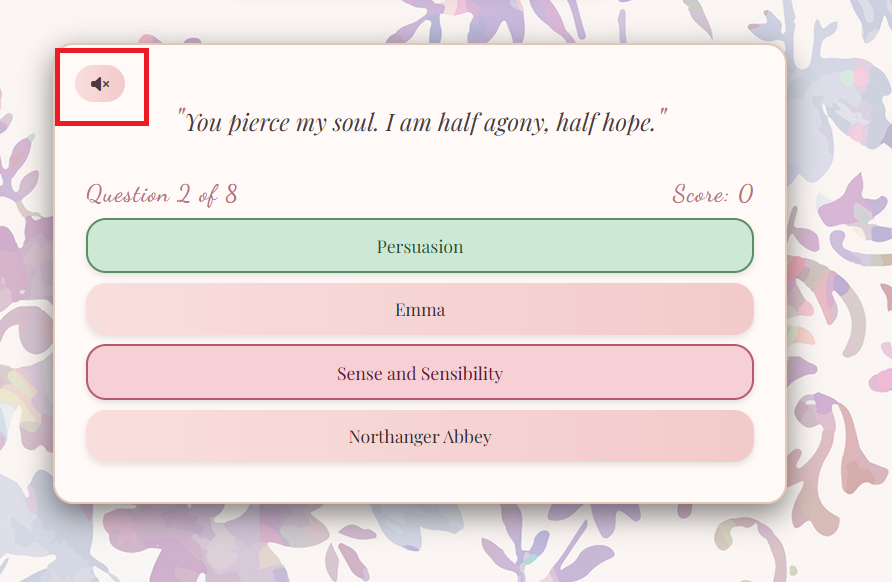 "You pierce my soul. I am half agony, half hope."
Question 2 of 8
Score: 0
Persuasion
Emma
Sense and Sensibility
Northanger Abbey